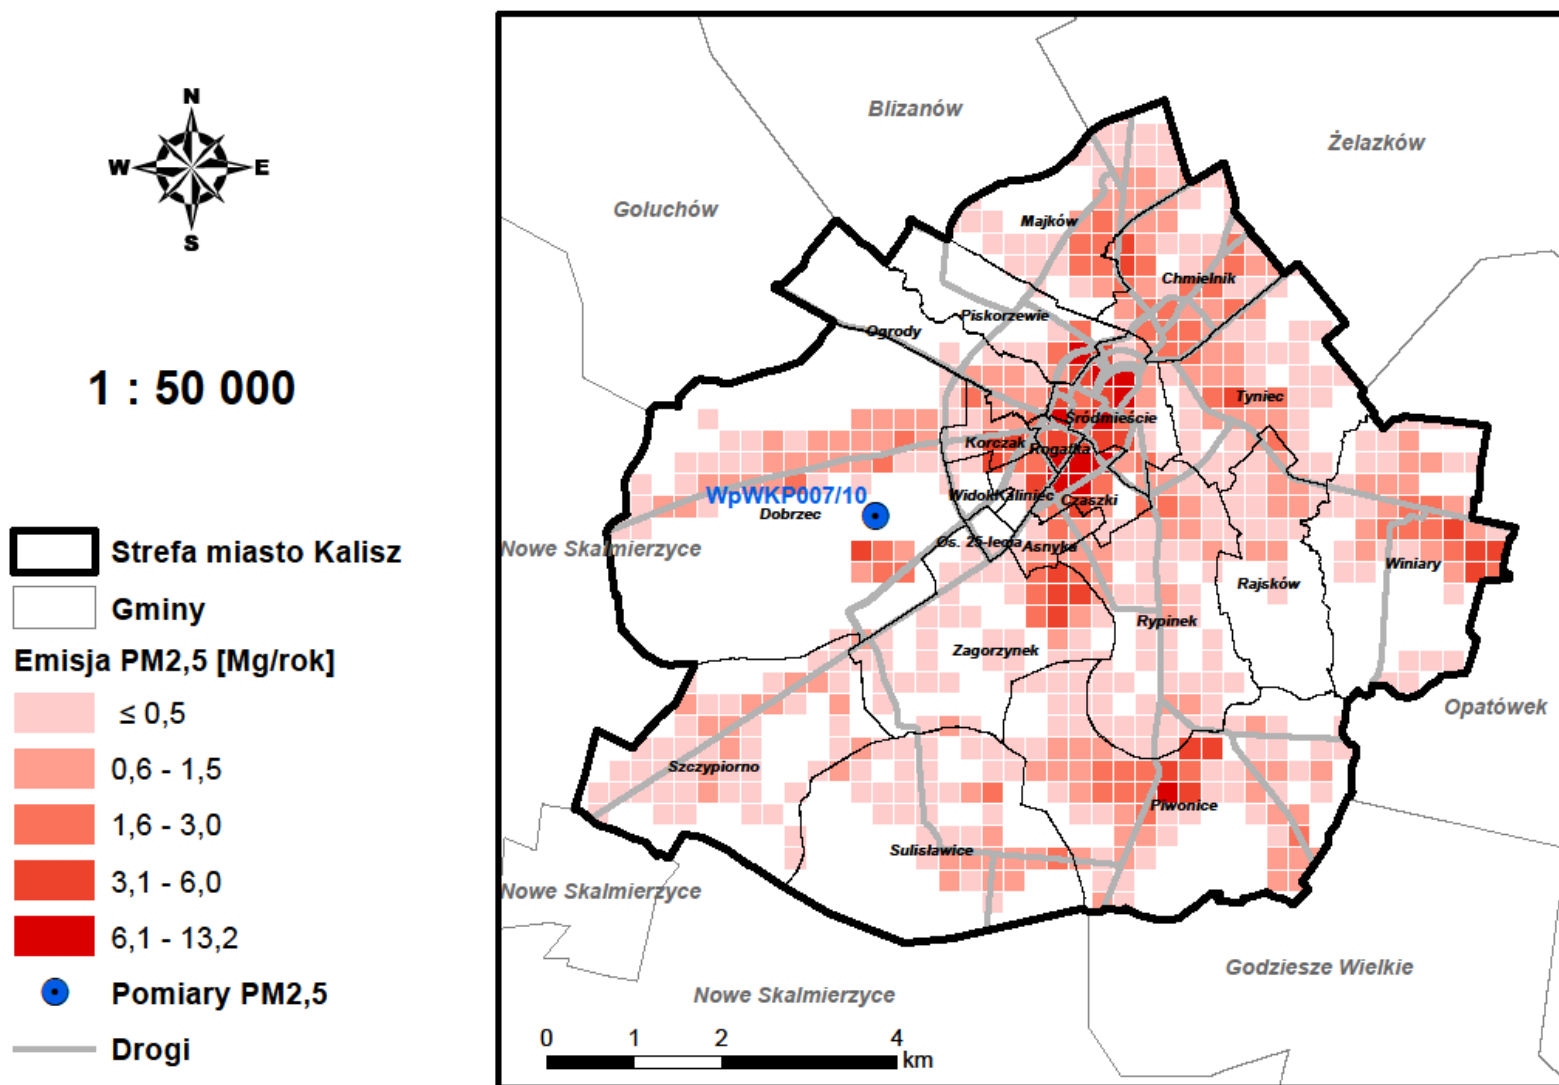 N
W E
S
1 : 50 000
Strefa miasto Kalisz
Gminy
Emisja PM2,5 [Mg/rok]
≤ 0,5
0,6 - 1,5
1,6 - 3,0
3,1 - 6,0
6,1 - 13,2
Pomiary PM2,5
Drogi
Blizanów
Żelazków
Gołuchów
Majków
Chmielnik
Piskorzewie
Ogrody
Tyniec
Śródmieście
Korczak
Rogatka
WpWKP007/10
Widok
Kaliniec
Czaszki
Dobrzec
Nowe Skalmierzyce
Os. 25-lecia
Asnyka
Winiary
Rajsków
Rypinek
Zagorzynek
Opatówek
Szczypiorno
Piwonice
Sulisławice
Nowe Skalmierzyce
Godziesze Wielkie
Nowe Skalmierzyce
0 1 2 4
km